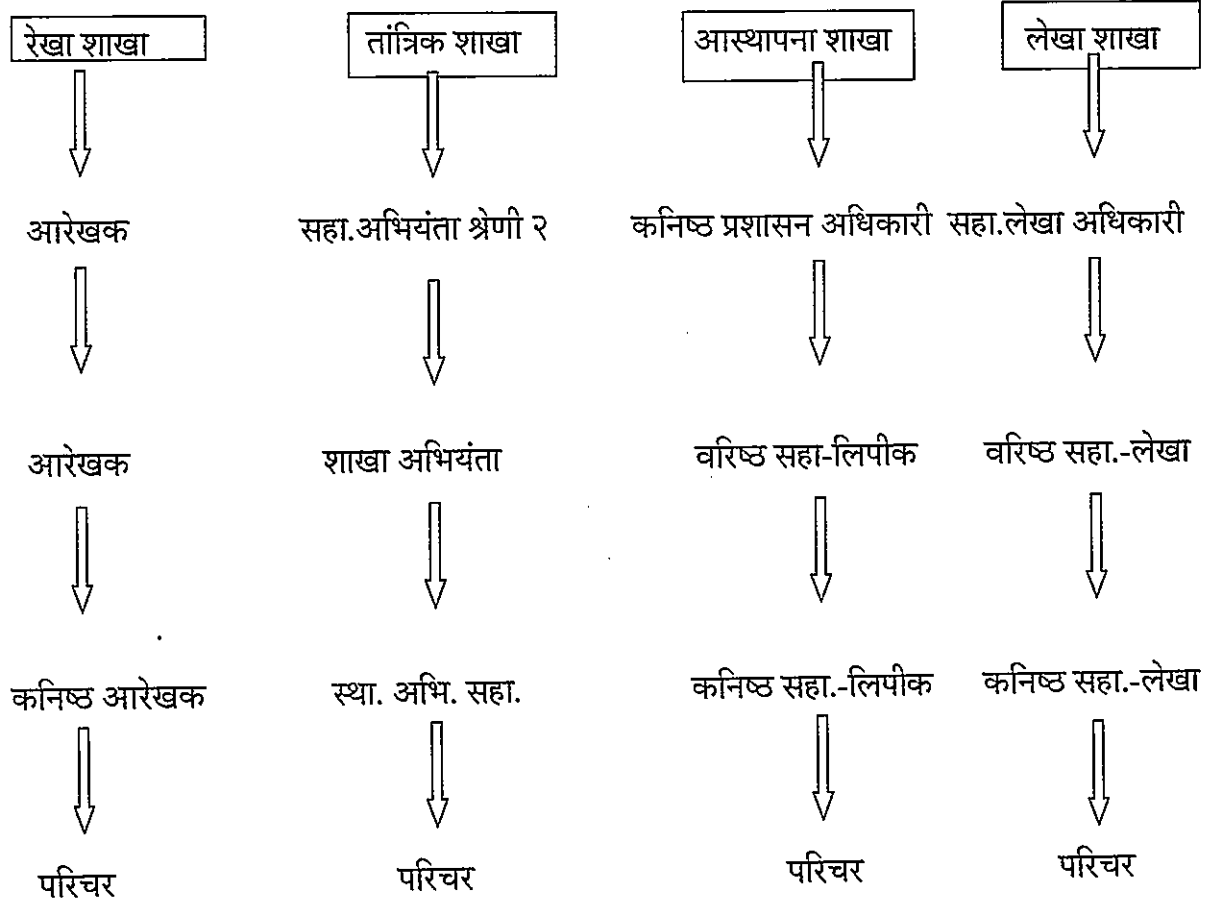 रेखा शाखा तांत्रिक शाखा आस्थापना शाखा लेखा शाखा
आरेखक सहा.अभियंता श्रेणी २ कनिष्ठ प्रशासन अधिकारी सहा.लेखा अधिकारी
आरेखक शाखा अभियंता वरिष्ठ सहा-लिपीक वरिष्ठ सहा.-लेखा
कनिष्ठ आरेखक स्था. अभि. सहा. कनिष्ठ सहा.-लिपीक कनिष्ठ सहा.-लेखा
परिचर परिचर परिचर परिचर